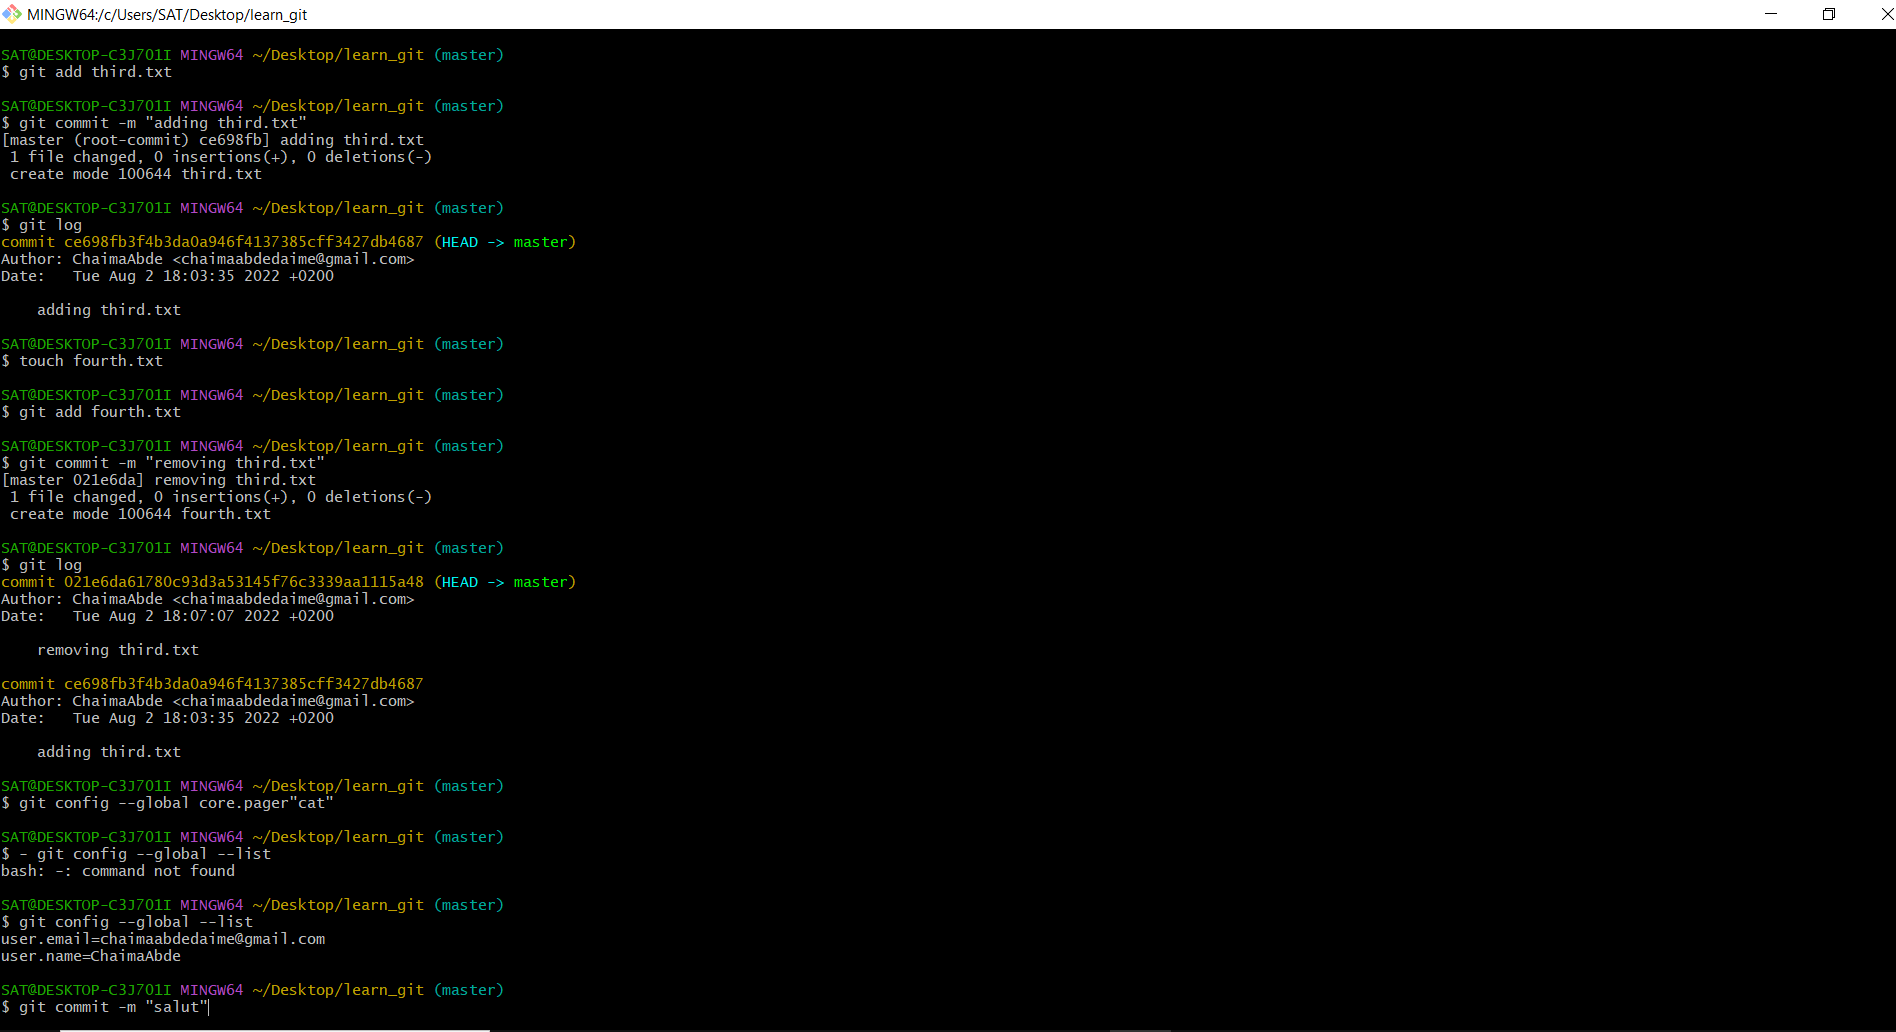 MINGW64:/c/Users/SAT/Desktop/learn_git
SAT@DESKTOP-C3J701I MINGW64 ~/Desktop/learn_git (master)
$ git add third.txt
SAT@DESKTOP-C3J701I MINGW64 ~/Desktop/learn_git (master)
$ git commit -m "adding third.txt"
[master (root-commit) ce698fb] adding third.txt
 1 file changed, 0 insertions(+), 0 deletions(-)
 create mode 100644 third.txt
SAT@DESKTOP-C3J701I MINGW64 ~/Desktop/learn_git (master)
$ git log
commit ce698fb3f4b3da0a946f4137385cff3427db4687 (HEAD -> master)
Author: ChaimaAbde <chaimaabdedaime@gmail.com>
Date:   Tue Aug 2 18:03:35 2022 +0200
    adding third.txt
SAT@DESKTOP-C3J701I MINGW64 ~/Desktop/learn_git (master)
$ touch fourth.txt
SAT@DESKTOP-C3J701I MINGW64 ~/Desktop/learn_git (master)
$ git add fourth.txt
SAT@DESKTOP-C3J701I MINGW64 ~/Desktop/learn_git (master)
$ git commit -m "removing third.txt"
[master 021e6da] removing third.txt
 1 file changed, 0 insertions(+), 0 deletions(-)
 create mode 100644 fourth.txt
SAT@DESKTOP-C3J701I MINGW64 ~/Desktop/learn_git (master)
$ git log
commit 021e6da61780c93d3a53145f76c3339aa1115a48 (HEAD -> master)
Author: ChaimaAbde <chaimaabdedaime@gmail.com>
Date:   Tue Aug 2 18:07:07 2022 +0200
    removing third.txt
commit ce698fb3f4b3da0a946f4137385cff3427db4687
Author: ChaimaAbde <chaimaabdedaime@gmail.com>
Date:   Tue Aug 2 18:03:35 2022 +0200
    adding third.txt
SAT@DESKTOP-C3J701I MINGW64 ~/Desktop/learn_git (master)
$ git config --global core.pager"cat"
SAT@DESKTOP-C3J701I MINGW64 ~/Desktop/learn_git (master)
$ - git config --global --list
bash: -: command not found
SAT@DESKTOP-C3J701I MINGW64 ~/Desktop/learn_git (master)
$ git config --global --list
user.email=chaimaabdedaime@gmail.com
user.name=ChaimaAbde
SAT@DESKTOP-C3J701I MINGW64 ~/Desktop/learn_git (master)
$ git commit -m "salut"